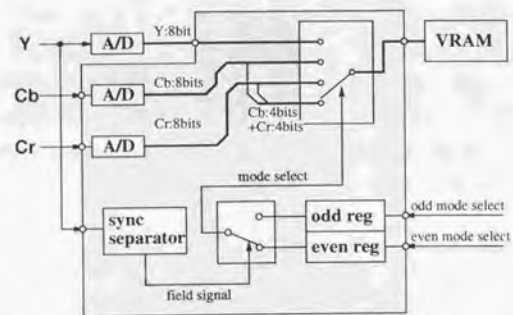 Y
A/D
Y:8bit
VRAM
Cb
A/D
Cb:8bits
Cr
A/D
Cr:8bits
Cb:4bits
+Cr:4bits
mode select
sync
separator
odd reg
even reg
odd mode select
even mode select
field signal